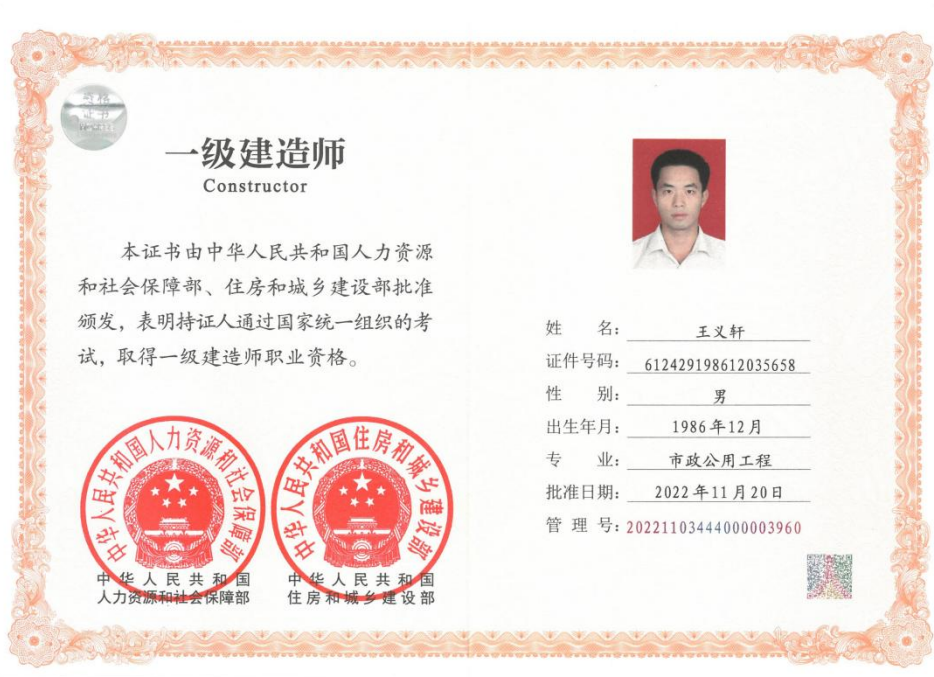 一级建造师
Constructor
本证书由中华人民共和国人力资源
和社会保障部、住房和城乡建设部批准
颁发，表明持证人通过国家统一组织的考
试，取得一级建造师职业资格。
中华人民共和国人力资源和社会保障部
中华人民共和国住房和城乡建设部
中华人民共和国
人力资源和社会保障部
中华人民共和国
住房和城乡建设部
姓名：王义轩
证件号码：612429198612035658
性别：男
出生年月：1986年12月
专业：市政公用工程
批准日期：2022年11月20日
管理号：20221103444000003960